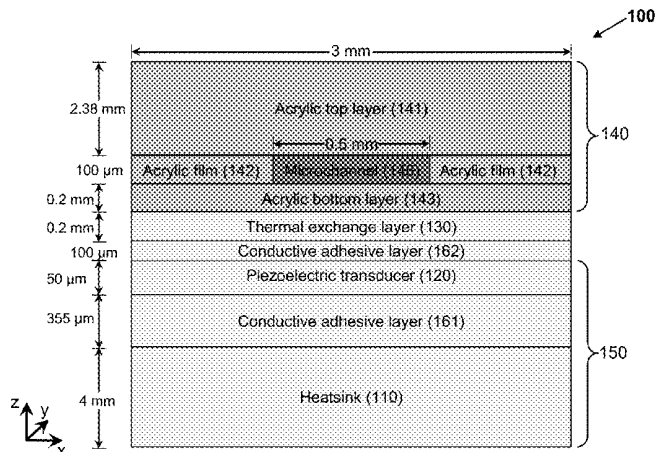 100
3 mm
2.38 mm
Acrylic top layer (141)
140
0.5 mm
100 µm
Acrylic film (142)
Microchannel (145)
Acrylic film (142)
0.2 mm
Acrylic bottom layer (143)
0.2 mm
Thermal exchange layer (130)
100 µm
Conductive adhesive layer (162)
50 µm
Piezoelectric transducer (120)
355 µm
Conductive adhesive layer (161)
150
4 mm
Heatsink (110)
z
y
x